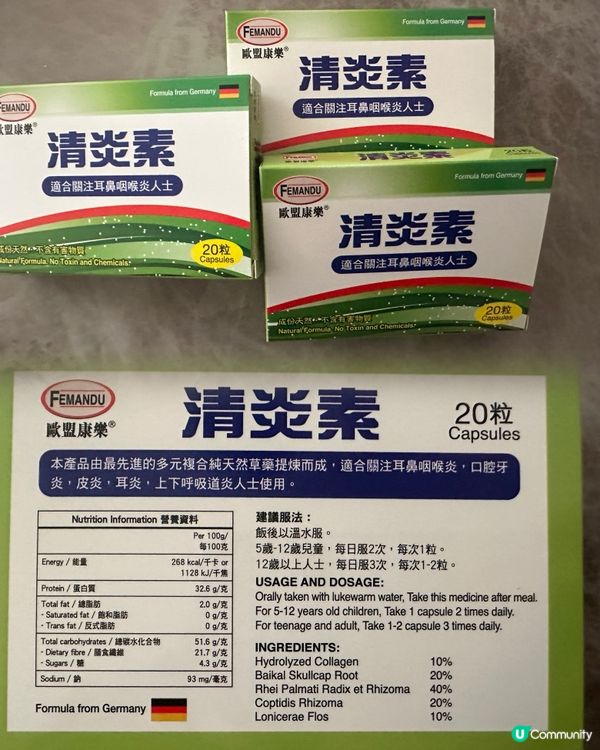 Formula from Germany
FEMANDU
歐盟康樂®
清炎素
適合關注耳鼻咽喉炎人士
Formula from Germany
FEMANDU
歐盟康樂®
清炎素
適合關注耳鼻咽喉炎人士
成份天然，不含有害物質
Natural Formula, No Toxin and Chemicals.
20粒
Capsules
清炎素
20粒
Formula from Germany
FEMANDU
歐盟康樂®
清炎素
適合關注耳鼻咽喉炎人士
成份天然，不含有害物質
Natural Formula, No Toxin and Chemicals.
20粒
Capsules
FEMANDU
歐盟康樂®
清炎素
20粒
Capsules
本產品由最先進的多元複合純天然草藥提煉而成，適合關注耳鼻咽喉炎，口腔牙
炎，皮炎，耳炎，上下呼吸道炎人士使用。
Nutrition Information 營養資料
Per 100g/
每100克
Energy / 能量 268 kcal/千卡 or
1128 kJ/千焦
Protein / 蛋白質 32.6 g/克
Total fat / 總脂肪 2.0 g/克
- Saturated fat / 飽和脂肪 0 g/克
- Trans fat / 反式脂肪 0 g/克
Total carbohydrates / 總碳水化合物 51.6 g/克
- Dietary fibre / 膳食纖維 21.7 g/克
- Sugars / 糖 4.3 g/克
Sodium / 鈉 93 mg/毫克
Formula from Germany
建議服法：
飯後以溫水服。
5歲-12歲兒童，每日服2次，每次1粒。
12歲以上人士，每日服3次，每次1-2粒。
USAGE AND DOSAGE:
Orally taken with lukewarm water, Take this medicine after meal.
For 5-12 years old children, Take 1 capsule 2 times daily.
For teenage and adult, Take 1-2 capsule 3 times daily.
INGREDIENTS:
Hydrolyzed Collagen 10%
Baikal Skullcap Root 20%
Rhei Palmati Radix et Rhizoma 40%
Coptidis Rhizoma 20%
Lonicerae Flos 10%
U Community